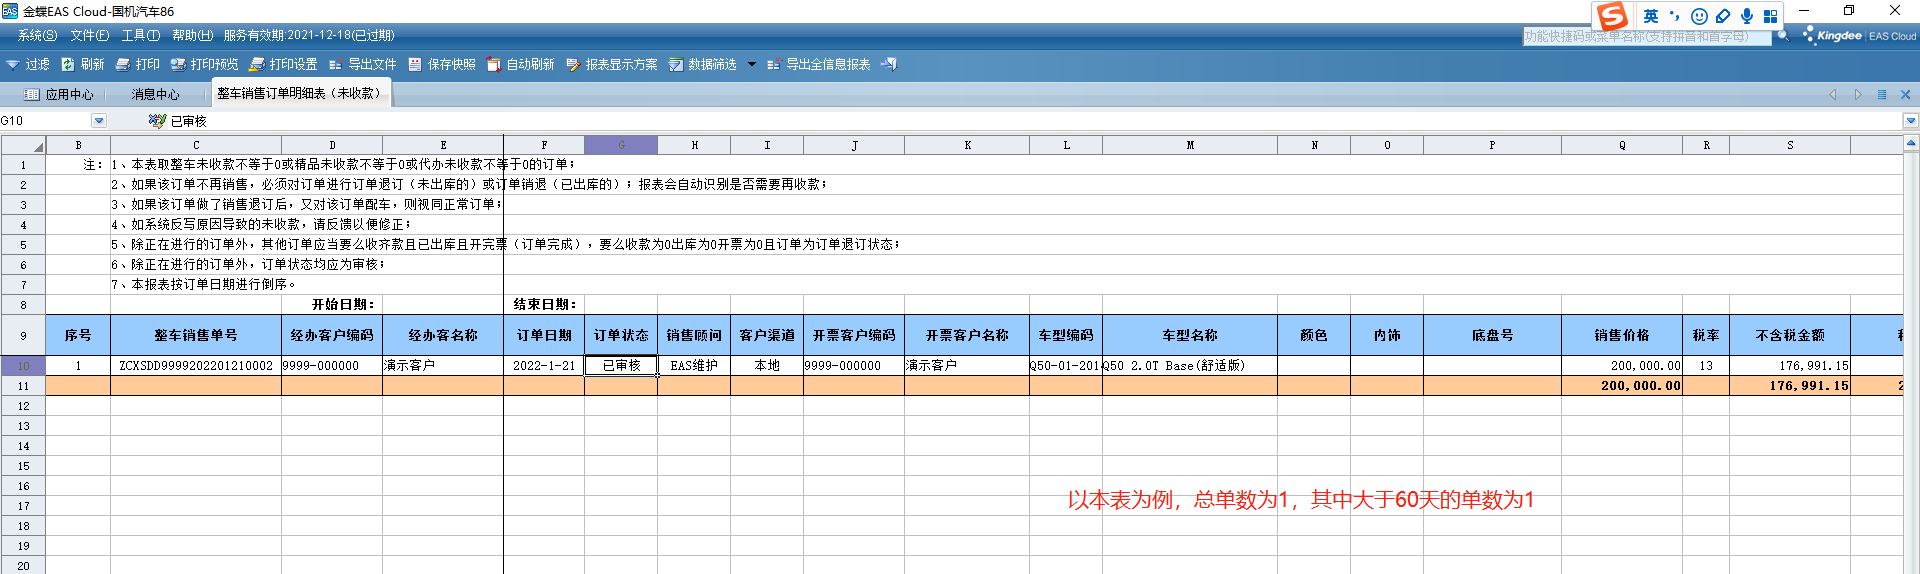 金蝶EAS Cloud-国机汽车86
英
系统(S) 文件(F) 工具(T) 帮助(H) 服务有效期:2021-12-18(已过期)
功能快捷码或菜单名称(支持拼音和首字母)
Kingdee | EAS Cloud
过滤 刷新 打印 打印预览 打印设置 导出文件 保存快照 自动刷新 报表显示方案 数据筛选 导出全信息报表
应用中心 消息中心 整车销售订单明细表（未收款）
G10 已审核
B C D E F G H I J K L M N O P Q R S
1 注: 1、本表取整车未收款不等于0或精品未收款不等于0或代办未收款不等于0的订单；
2 2、如果该订单不再销售，必须对订单进行订单退订（未出库的）或订单销退（已出库的）；报表会自动识别是否需要再收款；
3 3、如果该订单做了销售退订后，又对该订单配车，则视同正常订单；
4 4、如系统反写原因导致的未收款，请反馈以便修正；
5 5、除正在进行的订单外，其他订单应当要么收齐款且已出库且开完票（订单完成），要么收款为0出库为0开票为0且订单为订单退订状态；
6 6、除正在进行的订单外，订单状态均应为审核；
7 7、本报表按订单日期进行倒序。
8 开始日期: 结束日期:
9 序号 整车销售单号 经办客户编码 经办客名称 订单日期 订单状态 销售顾问 客户渠道 开票客户编码 开票客户名称 车型编码 车型名称 颜色 内饰 底盘号 销售价格 税率 不含税金额
10 1 ZCXSDD9999202201210002 9999-000000 演示客户 2022-1-21 已审核 EAS维护 本地 9999-000000 演示客户 Q50-01-201 Q50 2.0T Base(舒适版) 200,000.00 13 176,991.15
11 200,000.00 176,991.15 2
12
13
14
15
16
17
18
19
20
以本表为例，总单数为1，其中大于60天的单数为1